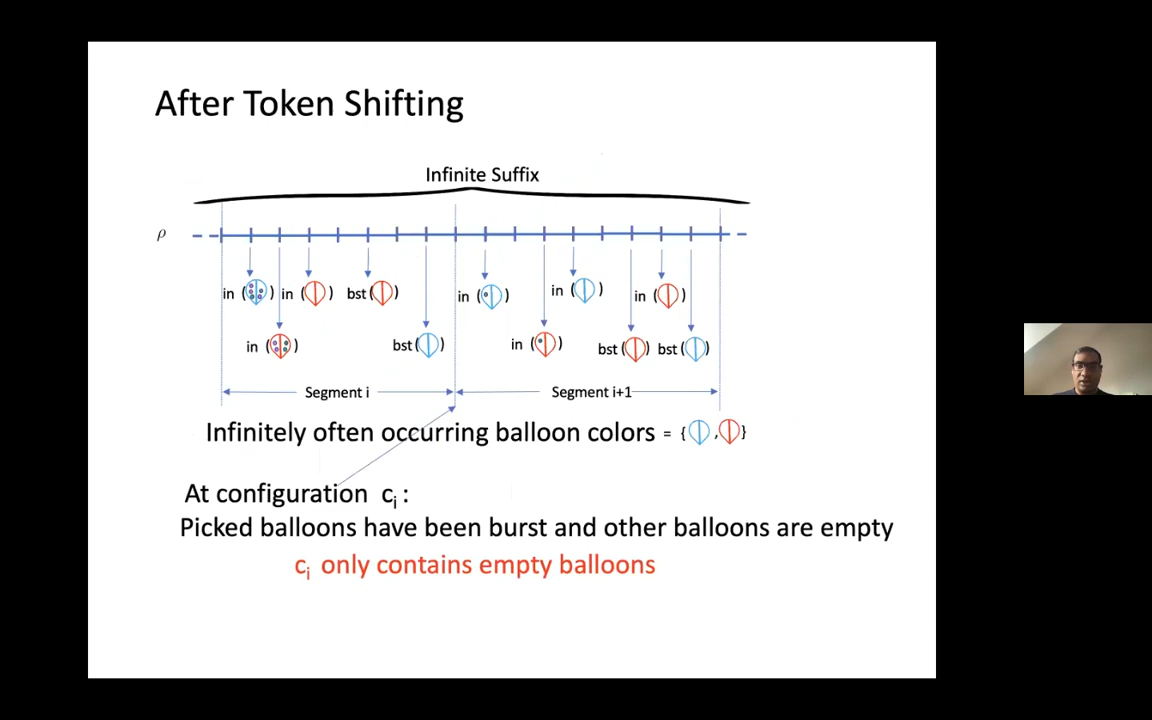 After Token Shifting
Infinite Suffix
ρ
in ( ) in ( ) bst ( ) in ( ) in ( ) in ( )
in ( ) bst ( ) in ( ) bst ( ) bst ( )
Segment i Segment i+1
Infinitely often occurring balloon colors = { , }
At configuration cᵢ :
Picked balloons have been burst and other balloons are empty
cᵢ only contains empty balloons